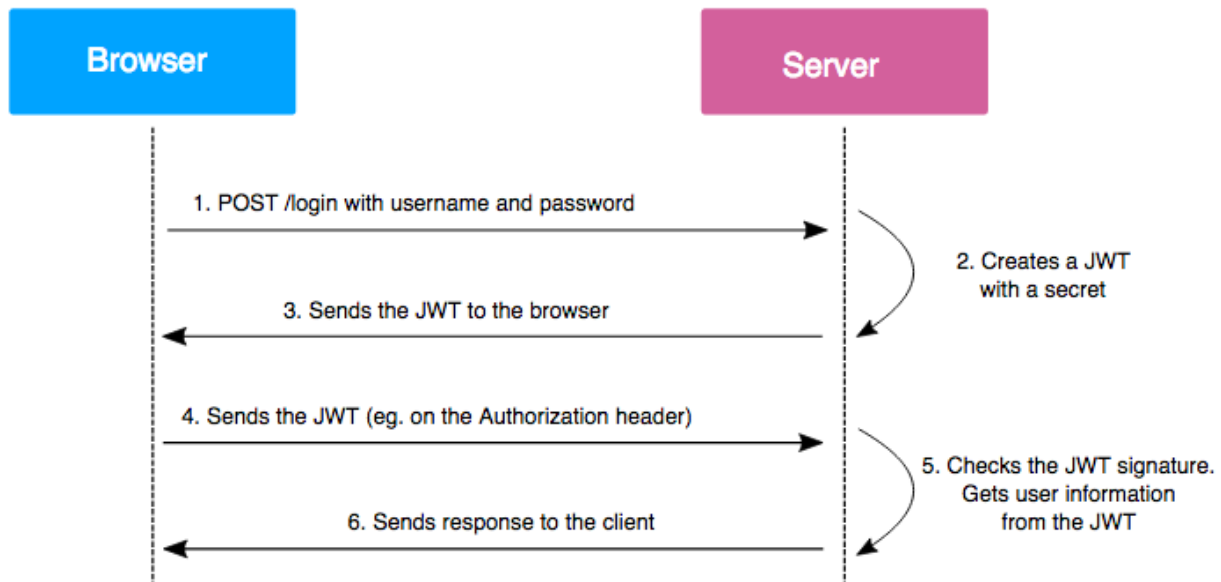 Browser
Server
1. POST /login with username and password
2. Creates a JWT
with a secret
3. Sends the JWT to the browser
4. Sends the JWT (eg. on the Authorization header)
5. Checks the JWT signature.
Gets user information
from the JWT
6. Sends response to the client